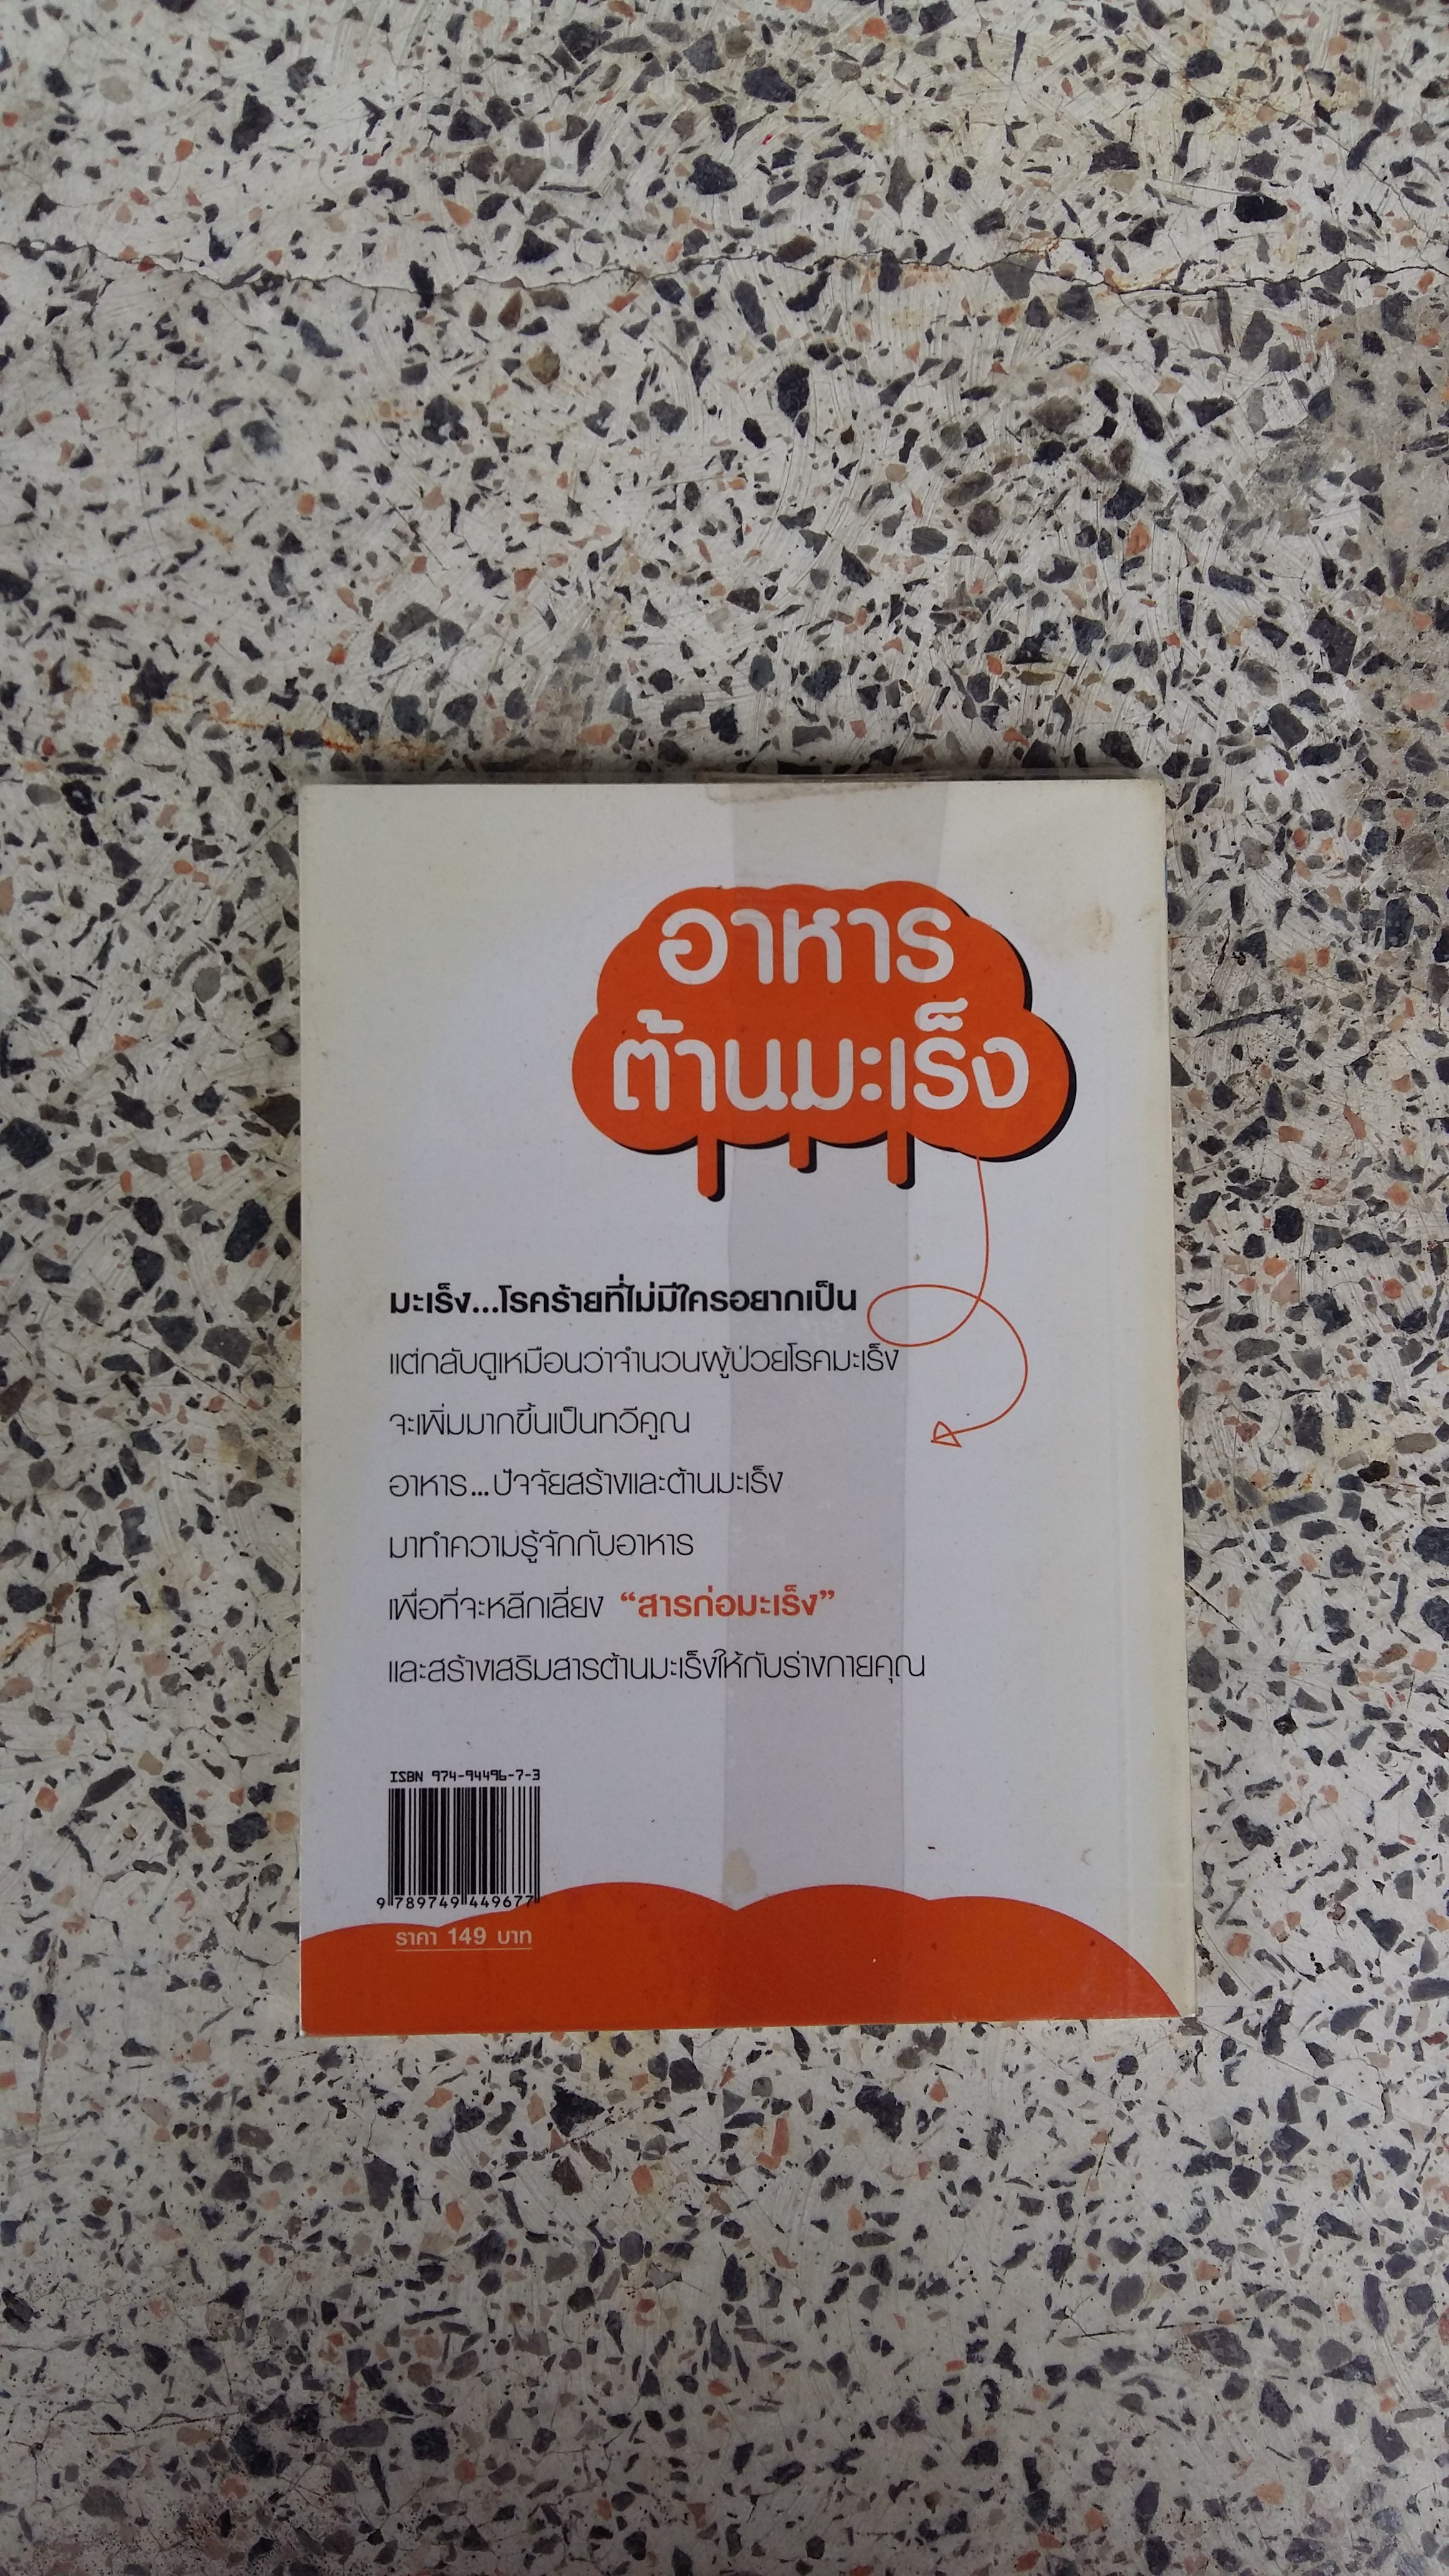 อาหาร
ต้านมะเร็ง
มะเร็ง...โรคร้ายที่ไม่มีใครอยากเป็น
แต่กลับดูเหมือนว่าจำนวนผู้ป่วยโรคมะเร็ง
จะเพิ่มมากขึ้นเป็นทวีคูณ
อาหาร...ปัจจัยสร้างและต้านมะเร็ง
มาทำความรู้จักกับอาหาร
เพื่อที่จะหลีกเลี่ยง “สารก่อมะเร็ง”
และสร้างเสริมสารต้านมะเร็งให้กับร่างกายคุณ
ISBN 974-94496-7-3
9 789749 449677
ราคา 149 บาท